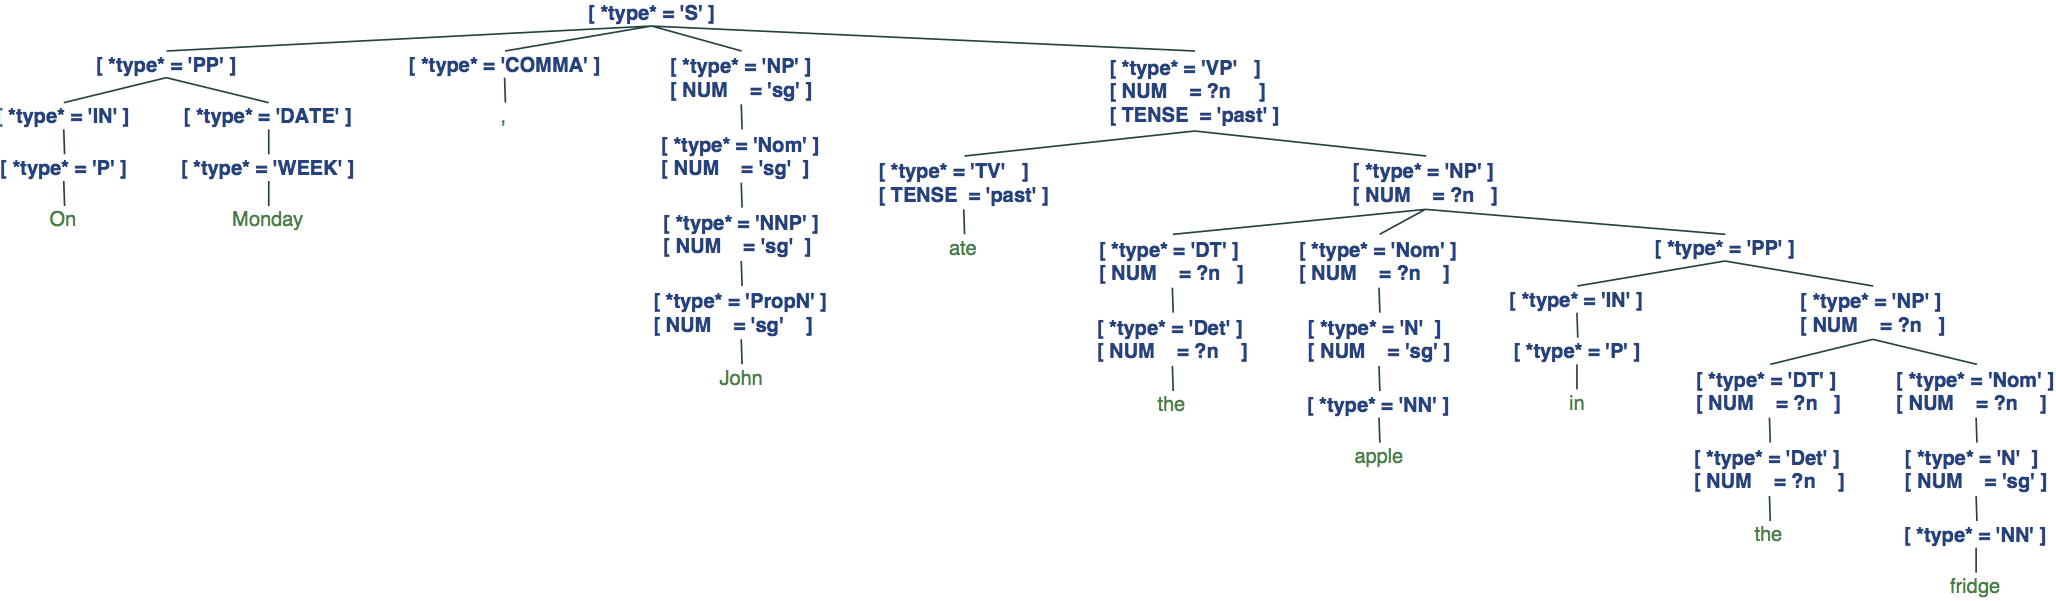 [ *type* = 'S' ]
[ *type* = 'PP' ] [ *type* = 'COMMA' ] [ *type* = 'NP' ] [ *type* = 'VP' ]
[ NUM = 'sg' ] [ NUM = ?n ]
[ *type* = 'IN' ] [ *type* = 'DATE' ] , [ TENSE = 'past' ]
[ *type* = 'Nom' ]
[ *type* = 'P' ] [ *type* = 'WEEK' ] [ NUM = 'sg' ] [ *type* = 'TV' ] [ *type* = 'NP' ]
[ TENSE = 'past' ] [ NUM = ?n ]
On Monday [ *type* = 'NNP' ]
[ NUM = 'sg' ] ate [ *type* = 'DT' ] [ *type* = 'Nom' ] [ *type* = 'PP' ]
[ NUM = ?n ] [ NUM = ?n ]
[ *type* = 'PropN' ] [ *type* = 'IN' ] [ *type* = 'NP' ]
[ NUM = 'sg' ] [ *type* = 'Det' ] [ *type* = 'N' ] [ NUM = ?n ]
[ NUM = ?n ] [ NUM = 'sg' ] [ *type* = 'P' ]
John [ *type* = 'DT' ] [ *type* = 'Nom' ]
the [ *type* = 'NN' ] in [ NUM = ?n ] [ NUM = ?n ]
apple [ *type* = 'Det' ] [ *type* = 'N' ]
[ NUM = ?n ] [ NUM = 'sg' ]
the [ *type* = 'NN' ]
fridge